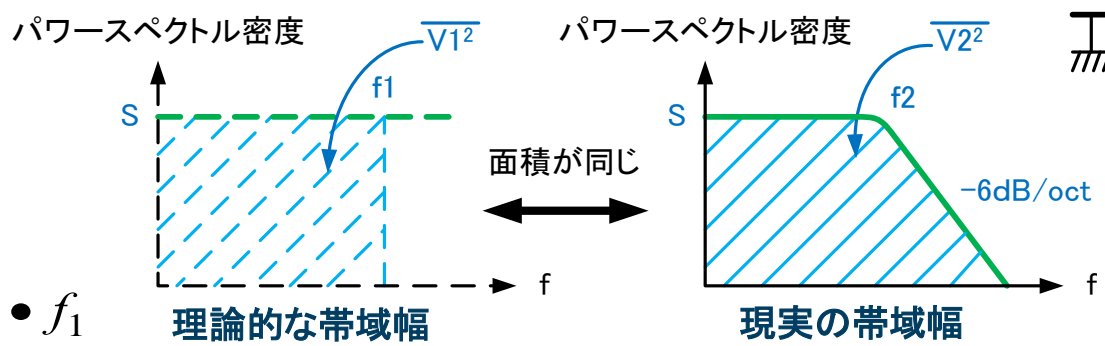 パワースペクトル密度
V1²
f1
S
f
理論的な帯域幅
面積が同じ
パワースペクトル密度
V2²
f2
S
-6dB/oct
f
現実の帯域幅
• f₁